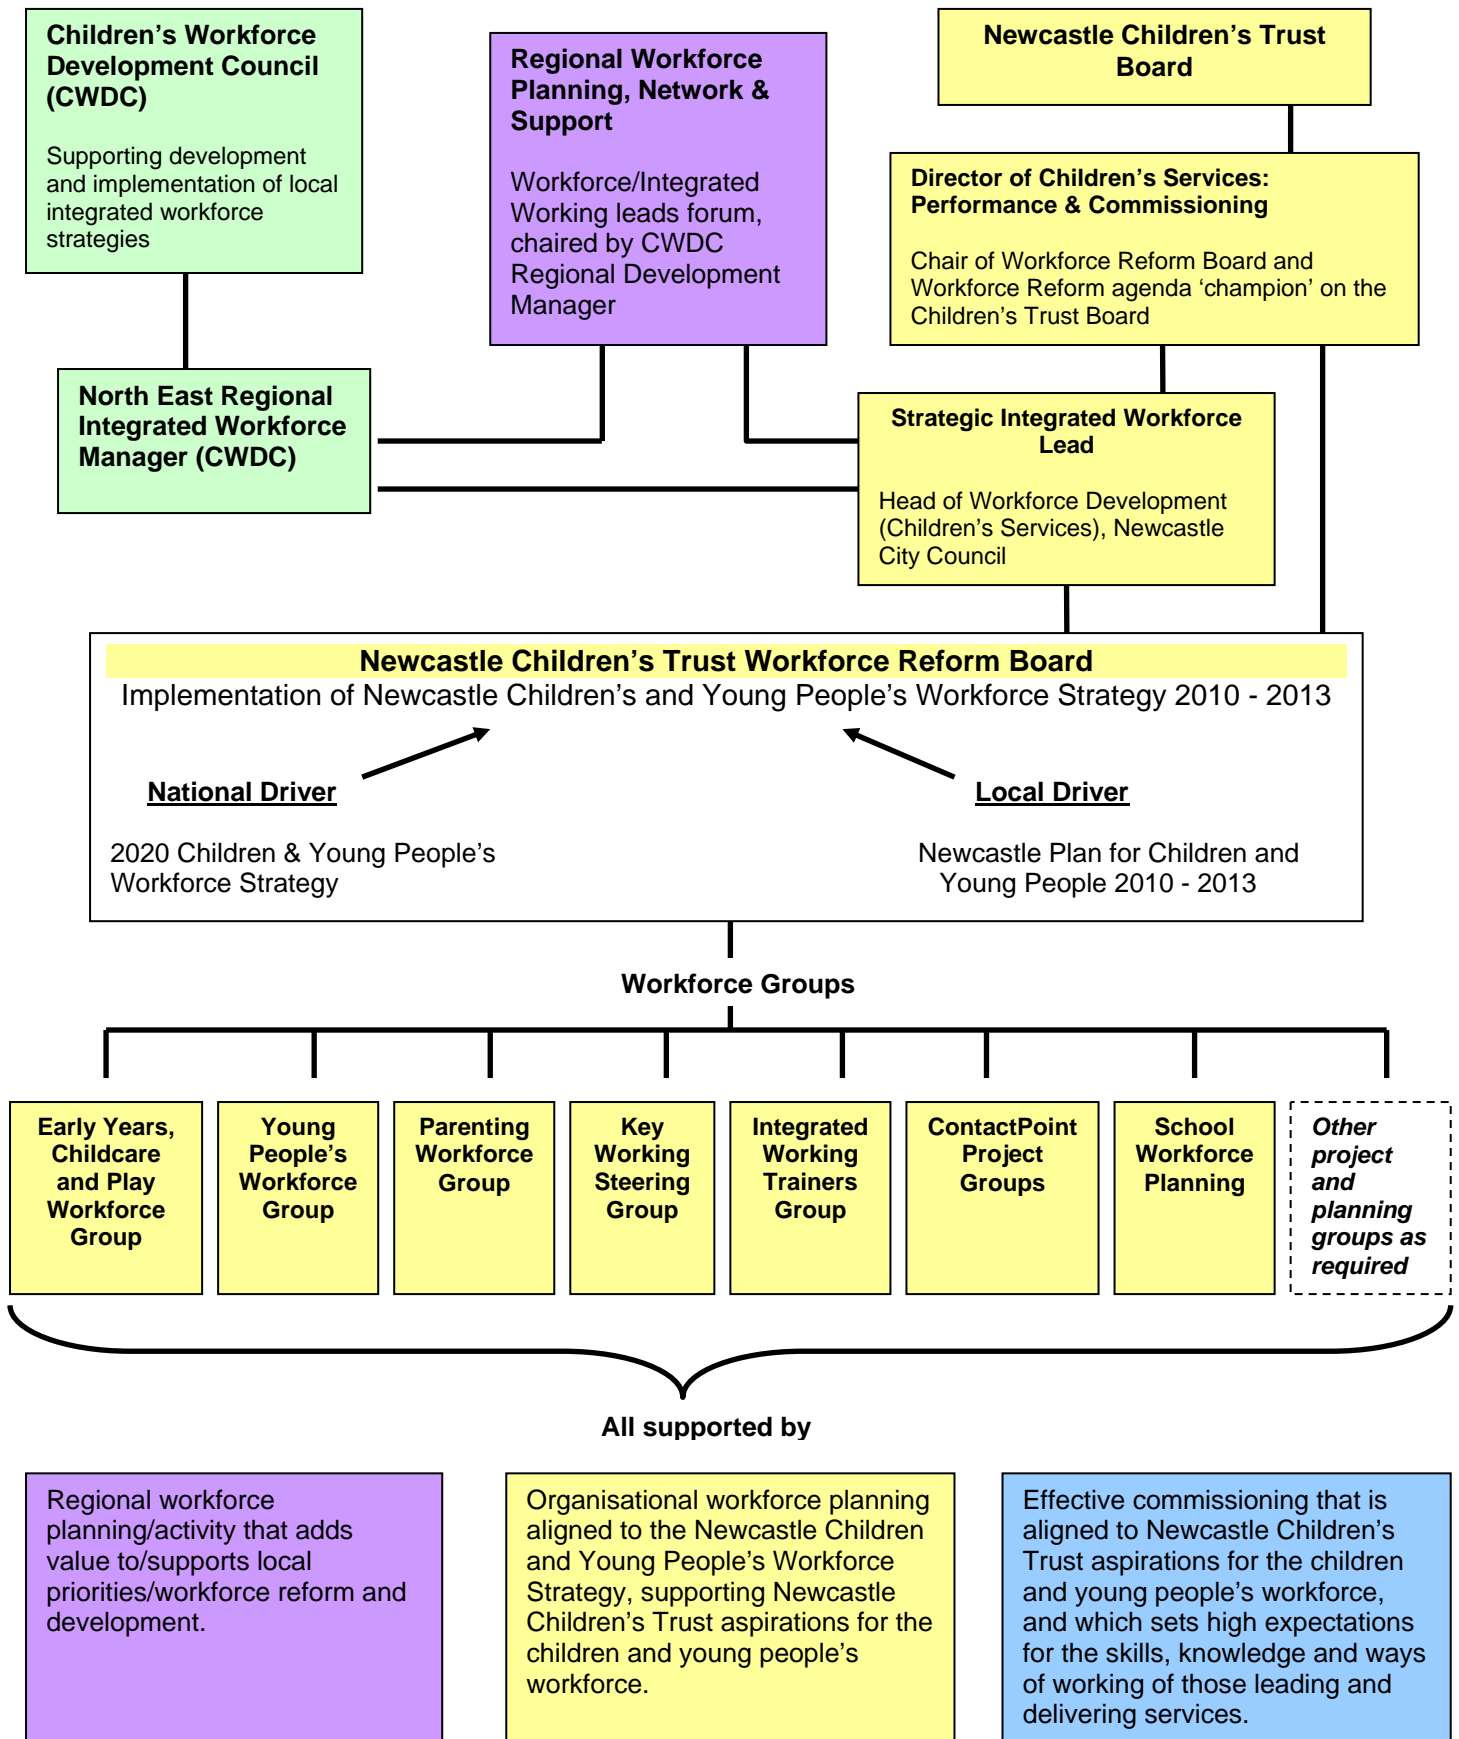 Children’s Workforce
Development Council
(CWDC)
Supporting development
and implementation of local
integrated workforce
strategies
Regional Workforce
Planning, Network &
Support
Workforce/Integrated
Working leads forum,
chaired by CWDC
Regional Development
Manager
Newcastle Children’s Trust
Board
Director of Children’s Services:
Performance & Commissioning
Chair of Workforce Reform Board and
Workforce Reform agenda ‘champion’ on the
Children’s Trust Board
North East Regional
Integrated Workforce
Manager (CWDC)
Strategic Integrated Workforce
Lead
Head of Workforce Development
(Children’s Services), Newcastle
City Council
Newcastle Children’s Trust Workforce Reform Board
Implementation of Newcastle Children’s and Young People’s Workforce Strategy 2010 - 2013
National Driver
2020 Children & Young People’s
Workforce Strategy
Local Driver
Newcastle Plan for Children and
Young People 2010 - 2013
Workforce Groups
Early Years,
Childcare
and Play
Workforce
Group
Young
People’s
Workforce
Group
Parenting
Workforce
Group
Key
Working
Steering
Group
Integrated
Working
Trainers
Group
ContactPoint
Project
Groups
School
Workforce
Planning
Other
project
and
planning
groups as
required
All supported by
Regional workforce
planning/activity that adds
value to/supports local
priorities/workforce reform and
development.
Organisational workforce planning
aligned to the Newcastle Children
and Young People’s Workforce
Strategy, supporting Newcastle
Children’s Trust aspirations for the
children and young people’s
workforce.
Effective commissioning that is
aligned to Newcastle Children’s
Trust aspirations for the children
and young people’s workforce,
and which sets high expectations
for the skills, knowledge and ways
of working of those leading and
delivering services.